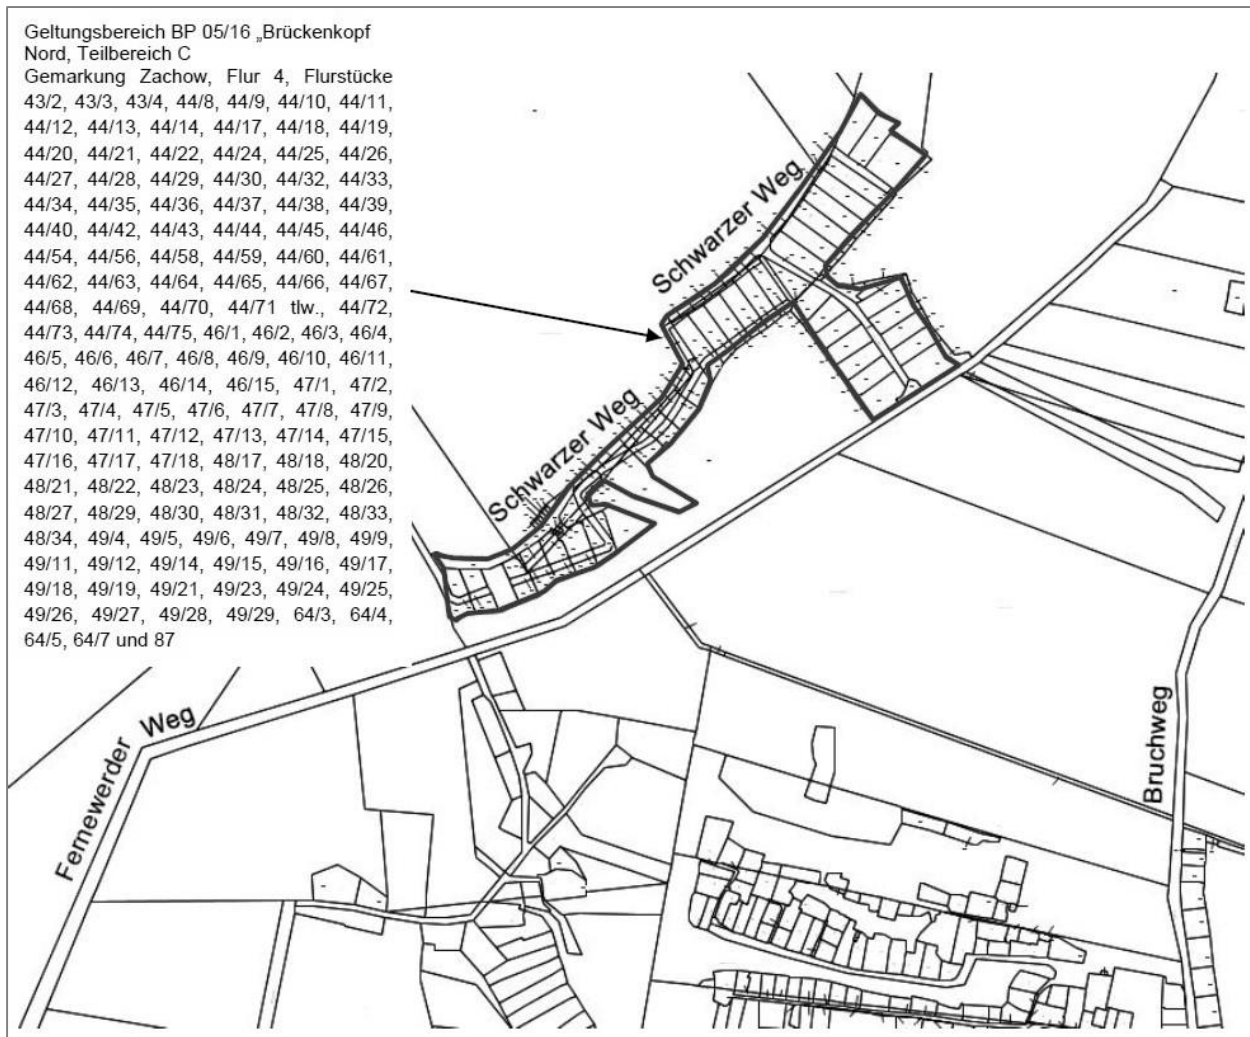 Geltungsbereich BP 05/16 „Brückenkopf
Nord, Teilbereich C
Gemarkung Zachow, Flur 4, Flurstücke
43/2, 43/3, 43/4, 44/8, 44/9, 44/10, 44/11,
44/12, 44/13, 44/14, 44/17, 44/18, 44/19,
44/20, 44/21, 44/22, 44/24, 44/25, 44/26,
44/27, 44/28, 44/29, 44/30, 44/32, 44/33,
44/34, 44/35, 44/36, 44/37, 44/38, 44/39,
44/40, 44/42, 44/43, 44/44, 44/45, 44/46,
44/54, 44/56, 44/58, 44/59, 44/60, 44/61,
44/62, 44/63, 44/64, 44/65, 44/66, 44/67,
44/68, 44/69, 44/70, 44/71 tlw., 44/72,
44/73, 44/74, 44/75, 46/1, 46/2, 46/3, 46/4,
46/5, 46/6, 46/7, 46/8, 46/9, 46/10, 46/11,
46/12, 46/13, 46/14, 46/15, 47/1, 47/2,
47/3, 47/4, 47/5, 47/6, 47/7, 47/8, 47/9,
47/10, 47/11, 47/12, 47/13, 47/14, 47/15,
47/16, 47/17, 47/18, 48/17, 48/18, 48/20,
48/21, 48/22, 48/23, 48/24, 48/25, 48/26,
48/27, 48/29, 48/30, 48/31, 48/32, 48/33,
48/34, 49/4, 49/5, 49/6, 49/7, 49/8, 49/9,
49/11, 49/12, 49/14, 49/15, 49/16, 49/17,
49/18, 49/19, 49/21, 49/23, 49/24, 49/25,
49/26, 49/27, 49/28, 49/29, 64/3, 64/4,
64/5, 64/7 und 87
Schwarzer Weg
Schwarzer Weg
Fernewerder Weg
Bruchweg